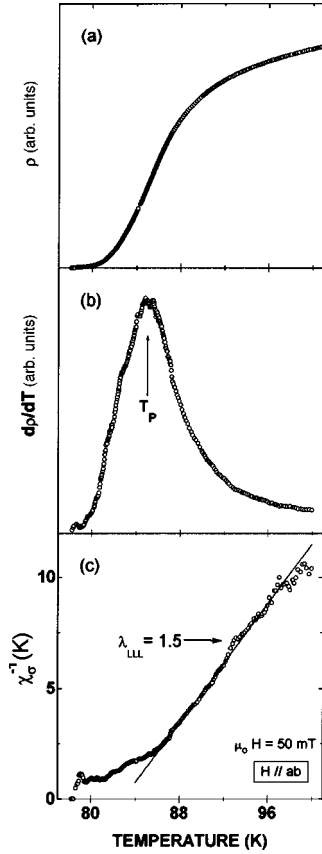 (a)
ρ (arb. units)
(b)
dρ/dT (arb. units)
T_P
(c)
χ_σ^-1 (K)
10
5
0
λ_LLL = 1.5
μ_o H = 50 mT
H // ab
80 88 96
TEMPERATURE (K)